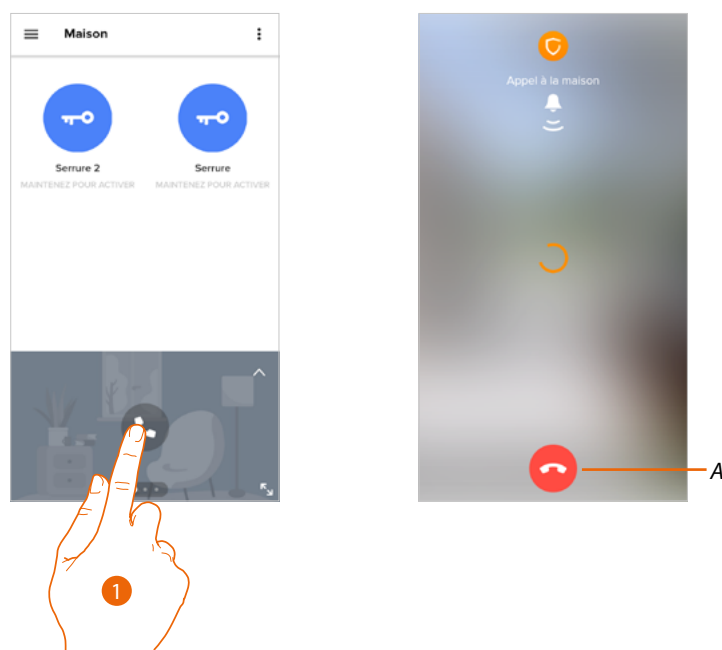 Maison
Serrure 2
Serrure
MAINTENEZ POUR ACTIVER
MAINTENEZ POUR ACTIVER
1
Appel à la maison
A